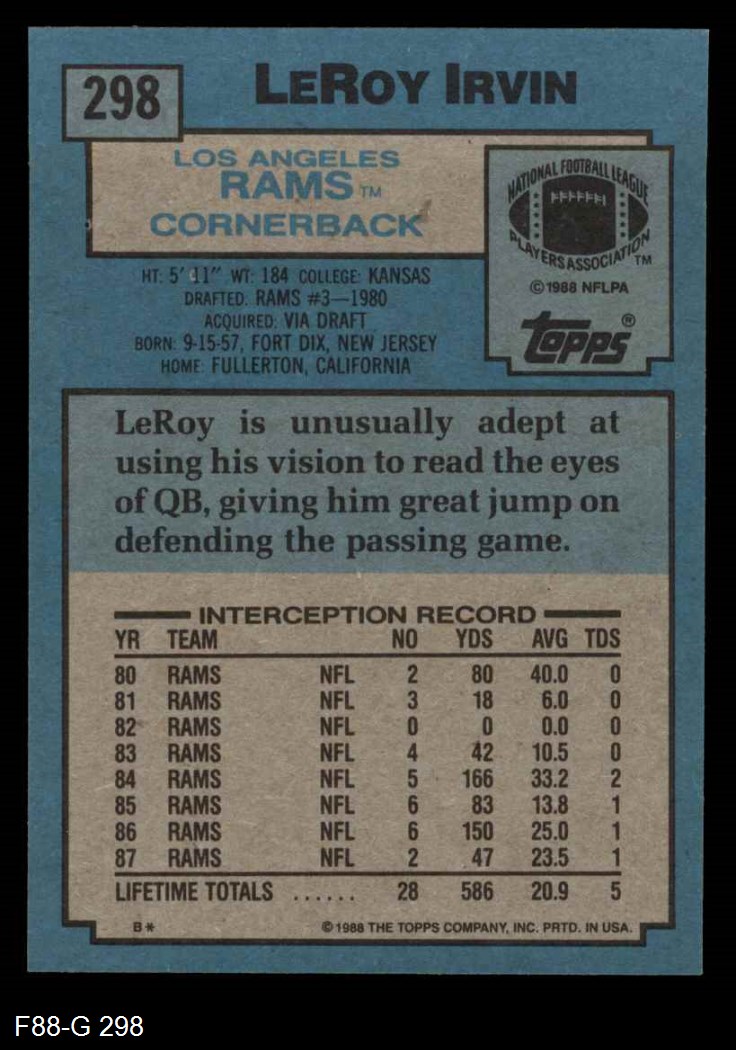 298
LEROY IRVIN
LOS ANGELES
RAMS TM
CORNERBACK
NATIONAL FOOTBALL LEAGUE
PLAYERS ASSOCIATION TM
© 1988 NFLPA
Topps®
HT: 5' 11" WT: 184 COLLEGE: KANSAS
DRAFTED: RAMS #3—1980
ACQUIRED: VIA DRAFT
BORN: 9-15-57, FORT DIX, NEW JERSEY
HOME: FULLERTON, CALIFORNIA
LeRoy is unusually adept at
using his vision to read the eyes
of QB, giving him great jump on
defending the passing game.
INTERCEPTION RECORD
YR TEAM NO YDS AVG TDS
80 RAMS NFL 2 80 40.0 0
81 RAMS NFL 3 18 6.0 0
82 RAMS NFL 0 0 0.0 0
83 RAMS NFL 4 42 10.5 0
84 RAMS NFL 5 166 33.2 2
85 RAMS NFL 6 83 13.8 1
86 RAMS NFL 6 150 25.0 1
87 RAMS NFL 2 47 23.5 1
LIFETIME TOTALS ...... 28 586 20.9 5
B* © 1988 THE TOPPS COMPANY, INC. PRTD. IN USA.
F88-G 298